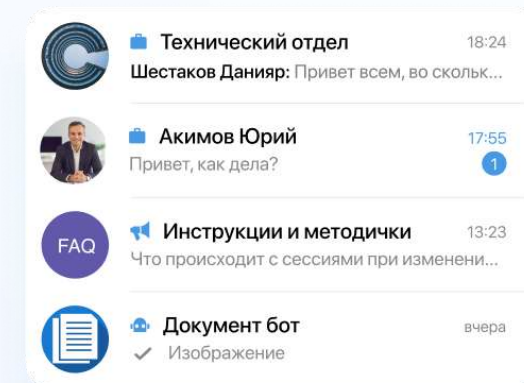 Технический отдел 18:24
Шестаков Данияр: Привет всем, во скольк...
Акимов Юрий 17:55
Привет, как дела? 1
FAQ Инструкции и методички 13:23
Что происходит с сессиями при изменени...
Документ бот вчера
Изображение